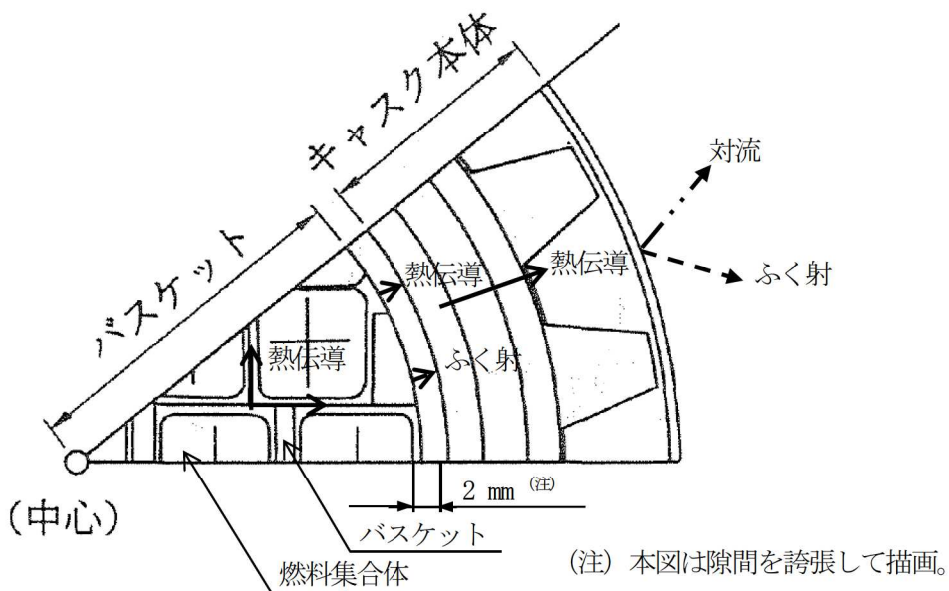 キャスク本体
バスケット
対流
ふく射
熱伝導
熱伝導
熱伝導
ふく射
(中心)
2 mm (注)
バスケット
燃料集合体
(注) 本図は隙間を誇張して描画。